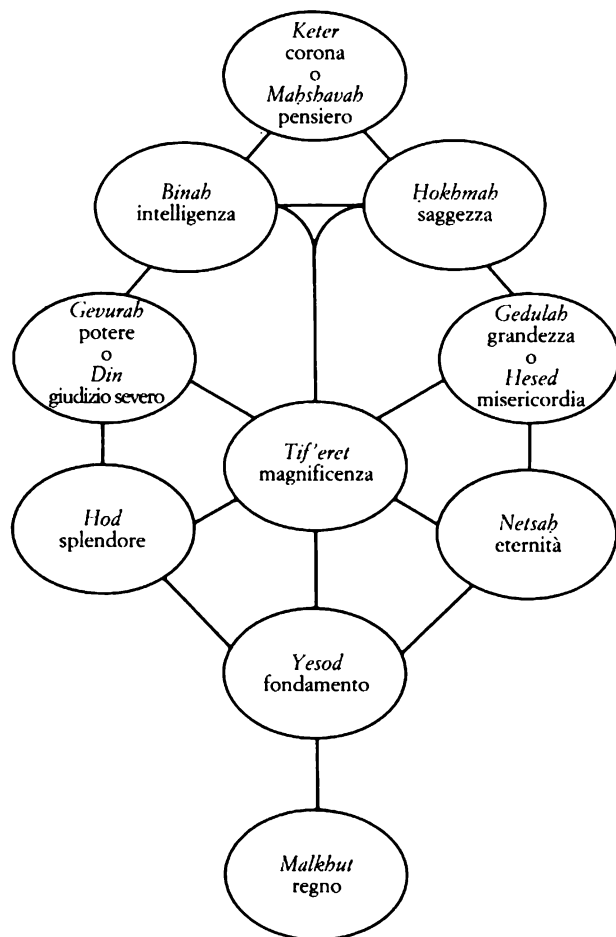 Keter
corona
o
Maḥshavah
pensiero
Binah
intelligenza
Ḥokhmah
saggezza
Gevurah
potere
o
Din
giudizio severo
Gedulah
grandezza
o
Hesed
misericordia
Tif'eret
magnificenza
Hod
splendore
Netsaḥ
eternità
Yesod
fondamento
Malkhut
regno